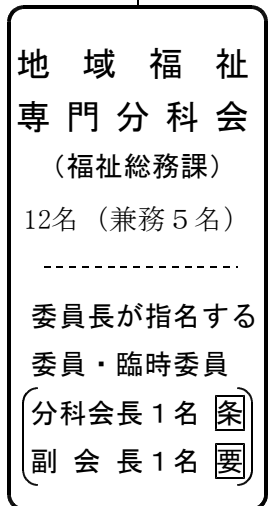 地域福祉
専門分科会
（福祉総務課）
12名（兼務５名）
委員長が指名する
委員・臨時委員
分科会長１名 条
副会長１名 要